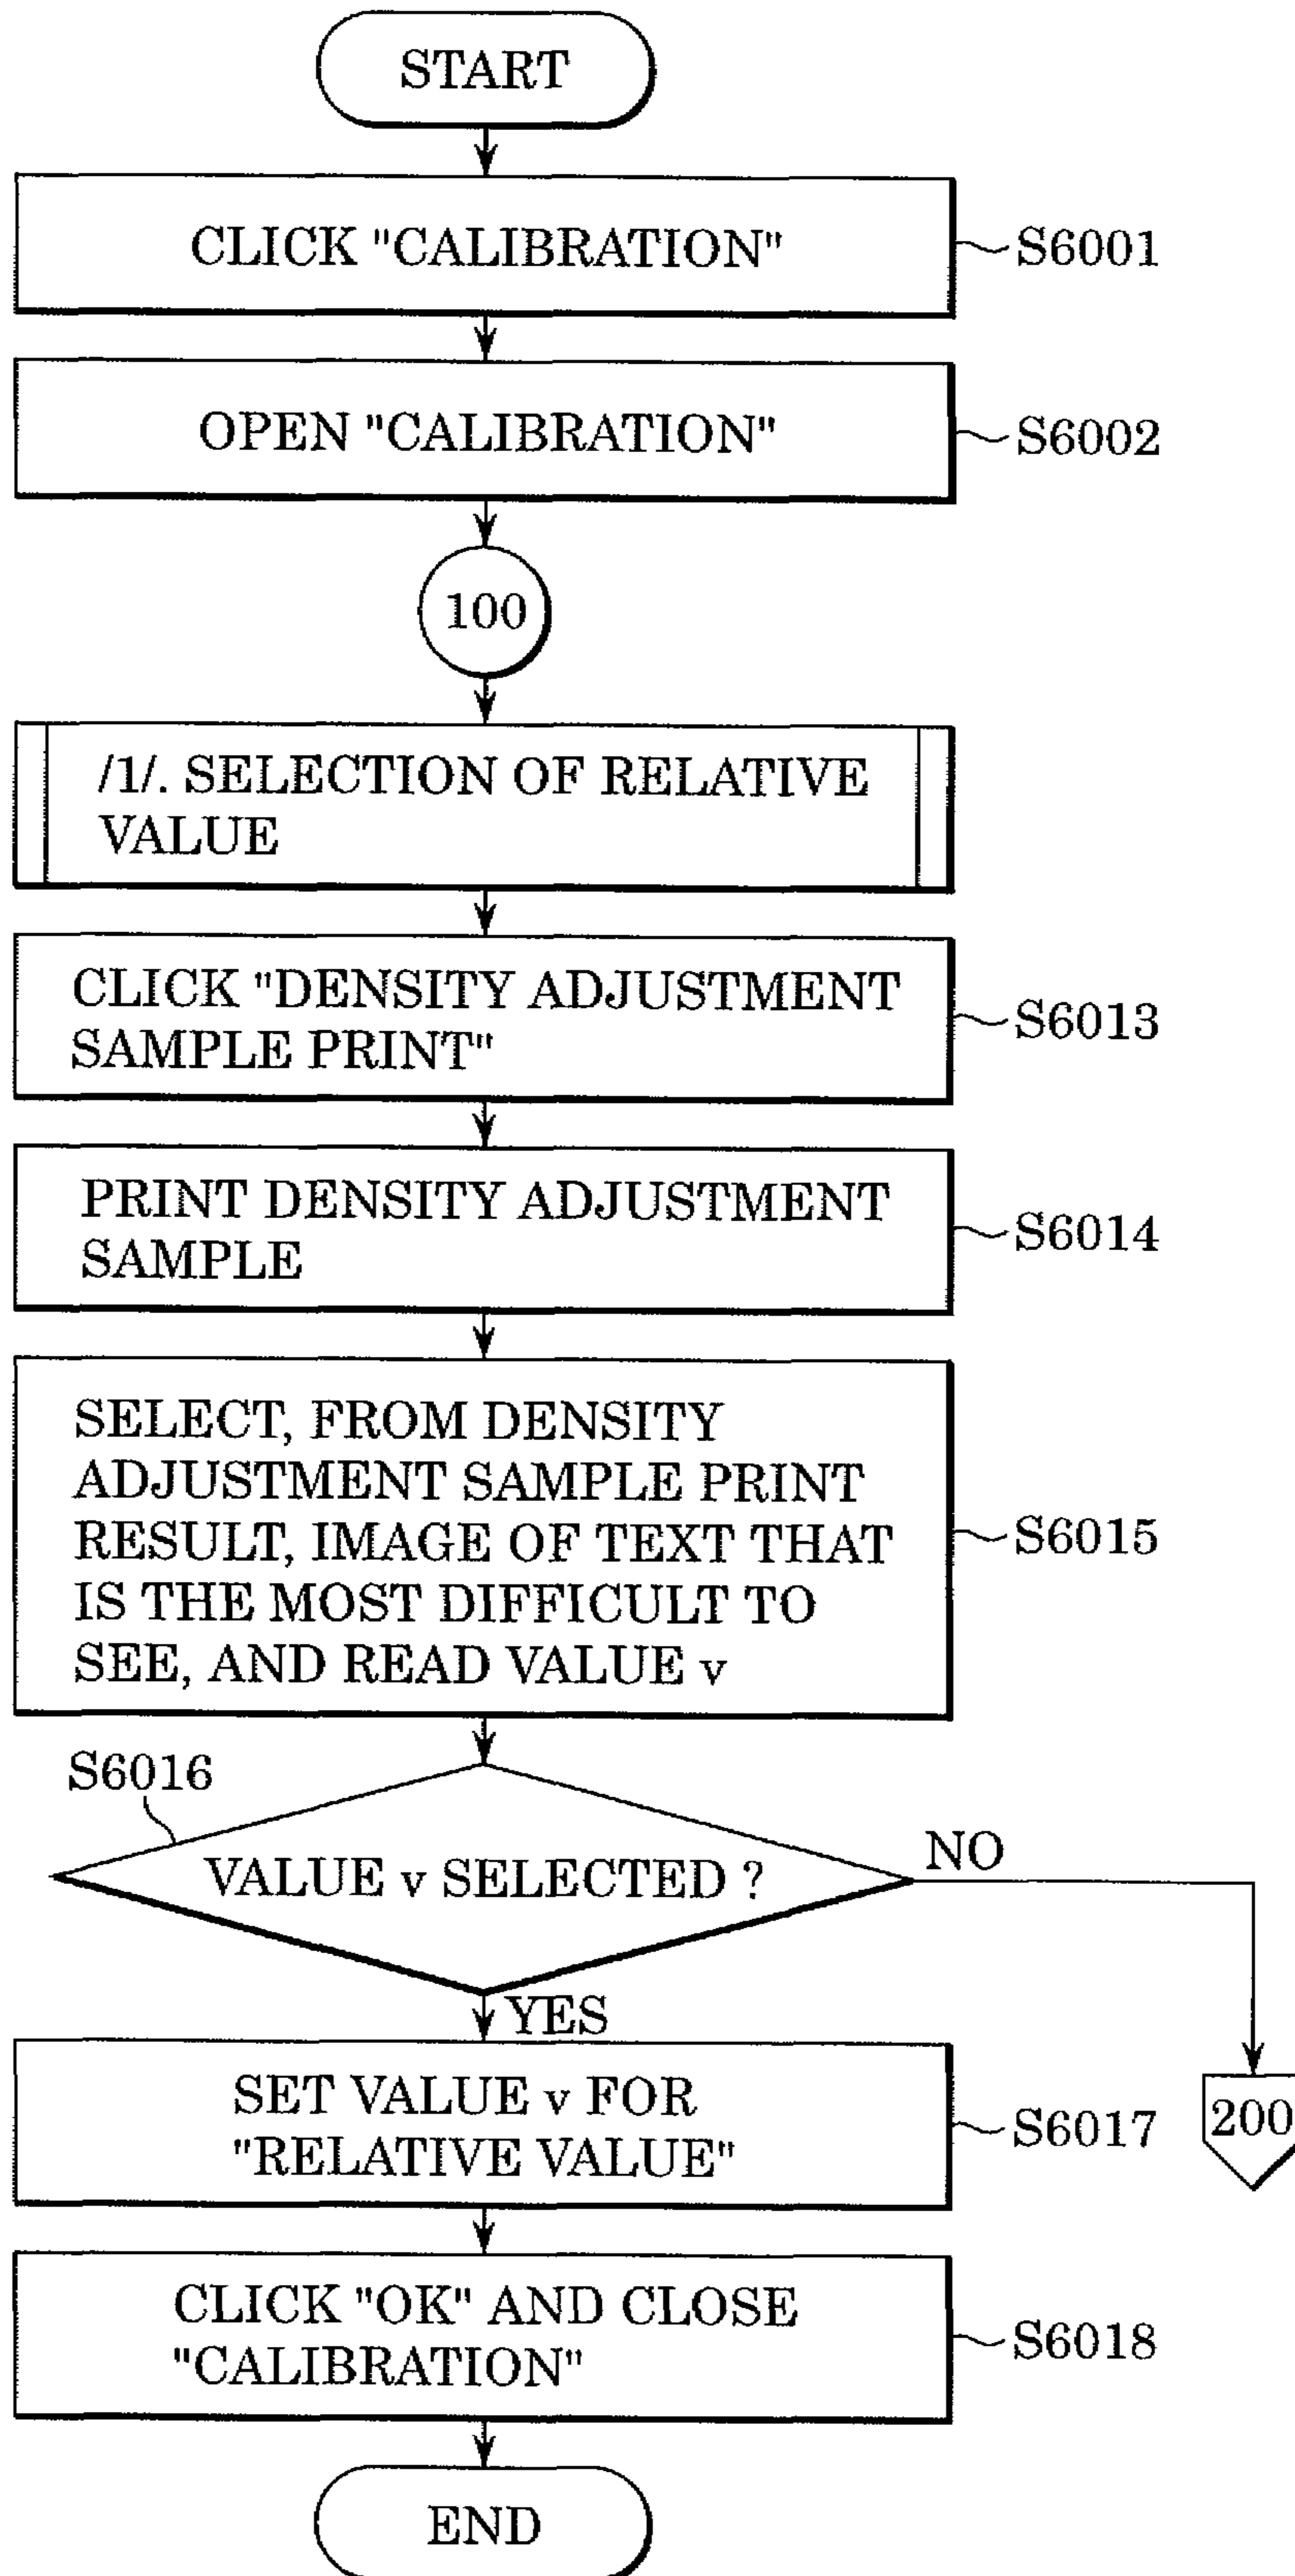 START
CLICK "CALIBRATION"
S6001
OPEN "CALIBRATION"
S6002
100
/1/. SELECTION OF RELATIVE
VALUE
CLICK "DENSITY ADJUSTMENT
SAMPLE PRINT"
S6013
PRINT DENSITY ADJUSTMENT
SAMPLE
S6014
SELECT, FROM DENSITY
ADJUSTMENT SAMPLE PRINT
RESULT, IMAGE OF TEXT THAT
IS THE MOST DIFFICULT TO
SEE, AND READ VALUE v
S6015
S6016
VALUE v SELECTED ?
NO
YES
SET VALUE v FOR
"RELATIVE VALUE"
S6017
200
CLICK "OK" AND CLOSE
"CALIBRATION"
S6018
END